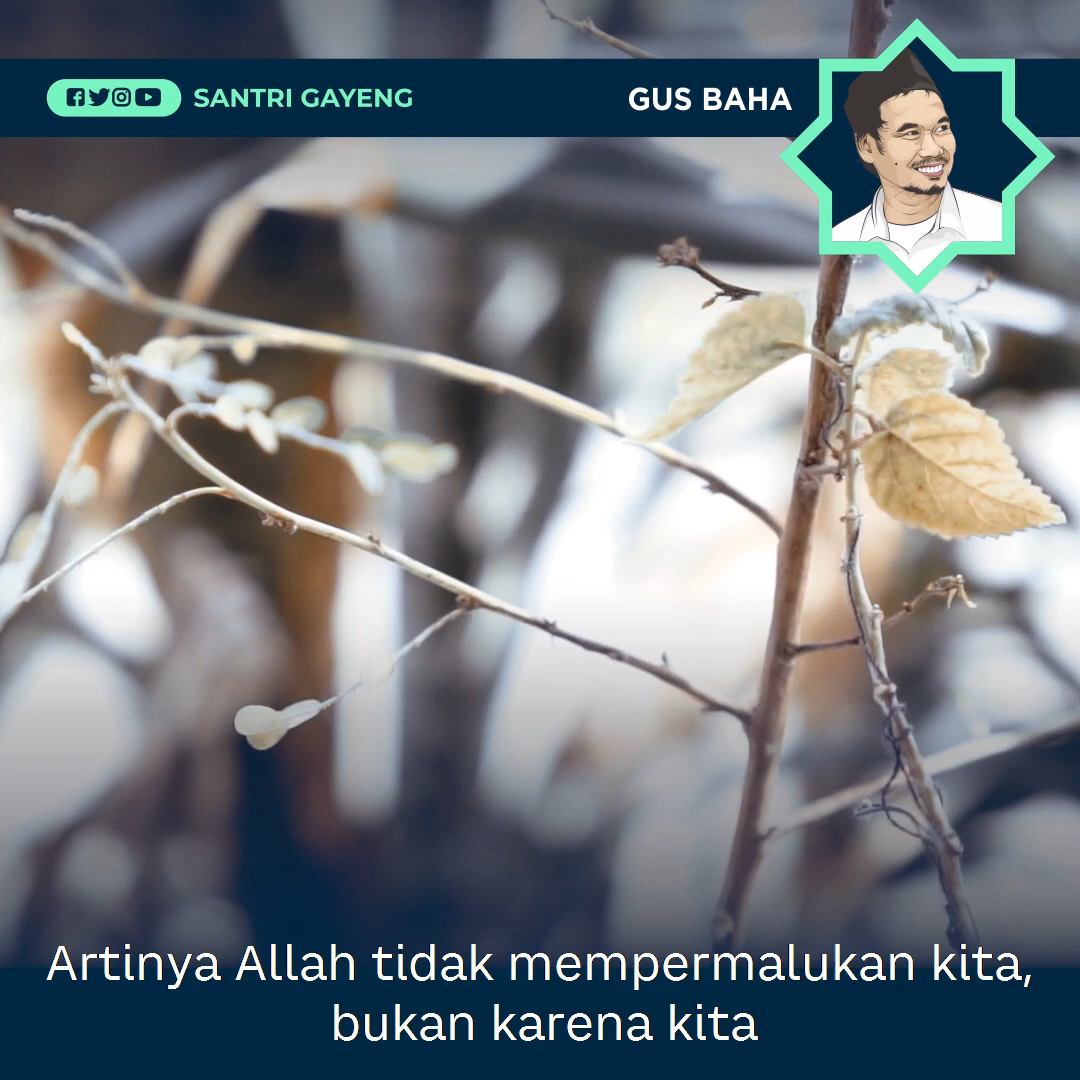 SANTRI GAYENG
GUS BAHA
Artinya Allah tidak mempermalukan kita,
bukan karena kita